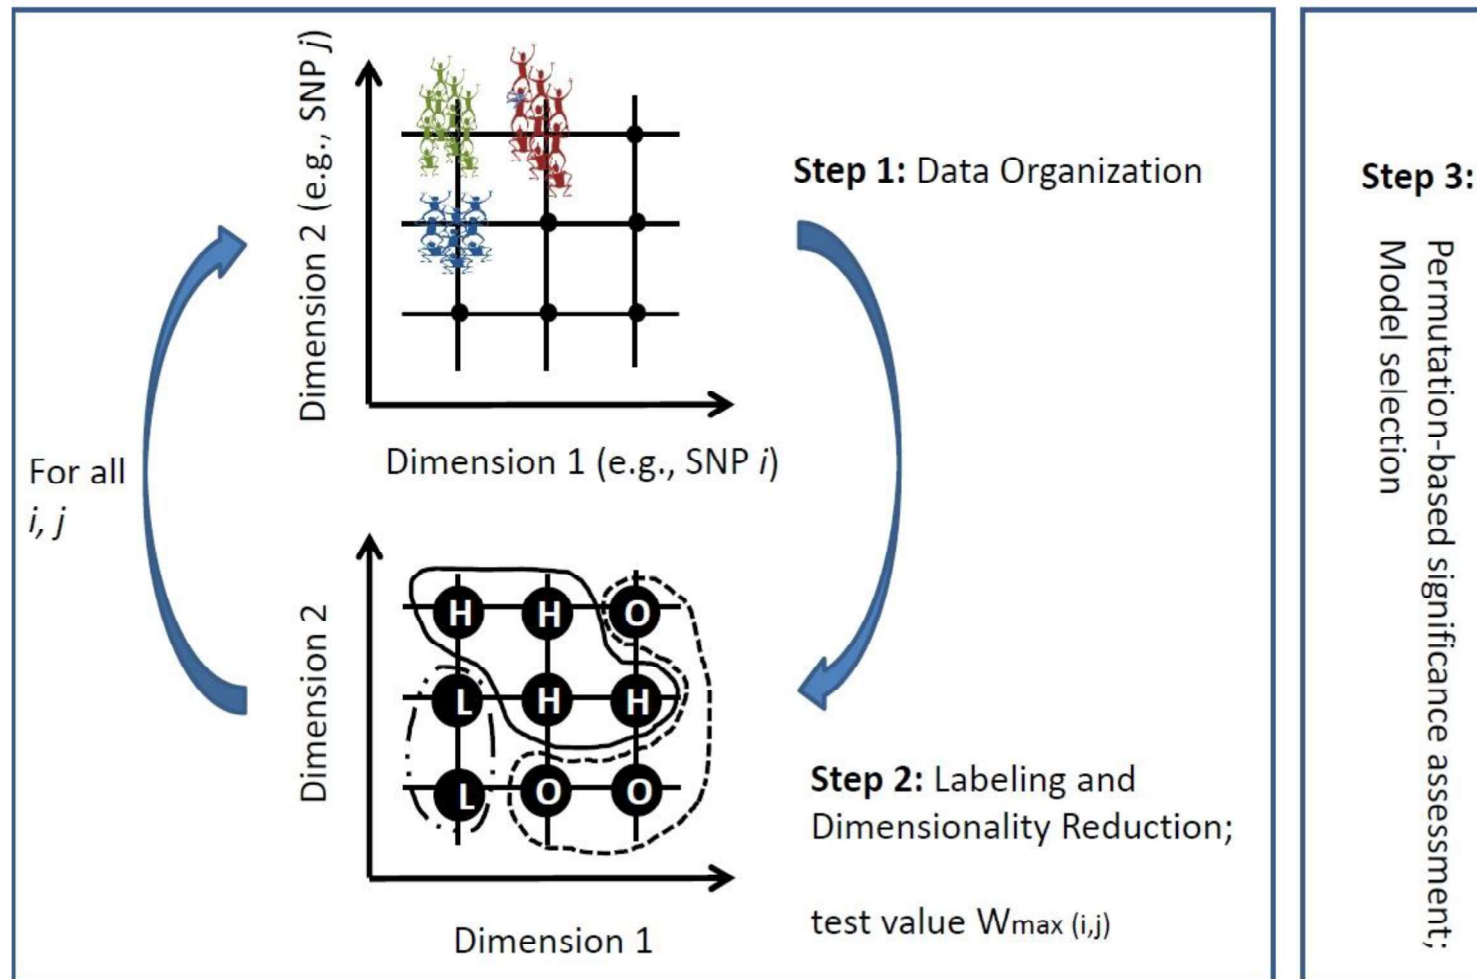 Dimension 2 (e.g., SNP j)
Dimension 1 (e.g., SNP i)
Step 1: Data Organization
For all
i, j
Dimension 2
H H O
L H H
L O O
Dimension 1
Step 2: Labeling and
Dimensionality Reduction;
test value Wmax (i,j)
Step 3:
Permutation-based significance assessment;
Model selection